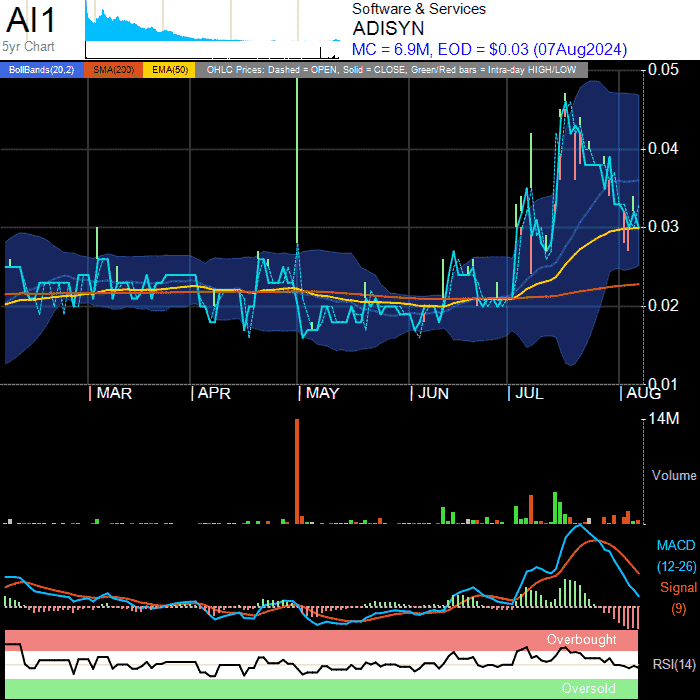 AI1
5yr Chart
Software & Services
ADISYN
MC = 6.9M, EOD = $0.03 (07Aug2024)
BollBands(20,2) SMA(200) EMA(50) OHLC Prices: Dashed = OPEN, Solid = CLOSE, Green/Red bars = Intra-day HIGH/LOW
0.05
0.04
0.03
0.02
0.01
| MAR | APR | MAY | JUN | JUL | AUG
14M
Volume
MACD
(12-26)
Signal
(9)
Overbought
RSI(14)
Oversold